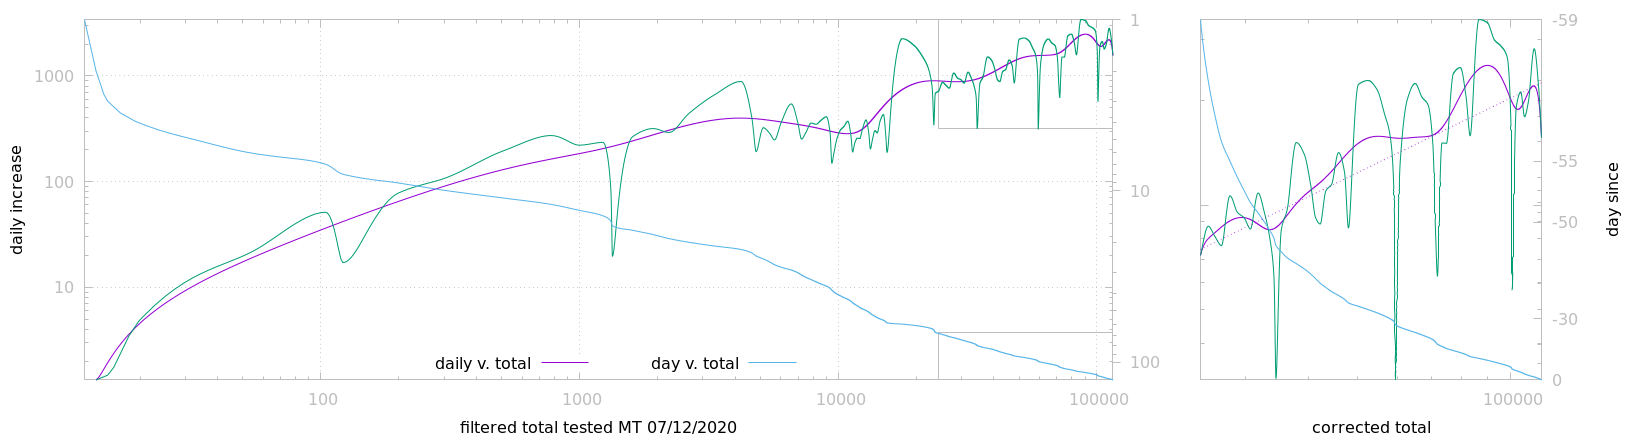 1
-59
1000
-55
100
10
-50
10
-30
daily v. total
day v. total
100
0
100
1000
10000
100000
100000
filtered total tested MT 07/12/2020
corrected total
daily increase
day since